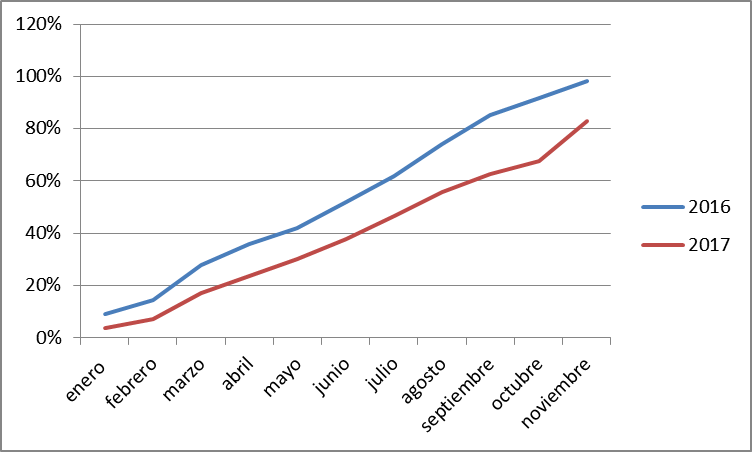 120%
100%
80%
60%
40%
20%
0%
enero
febrero
marzo
abril
mayo
junio
julio
agosto
septiembre
octubre
noviembre
2016
2017